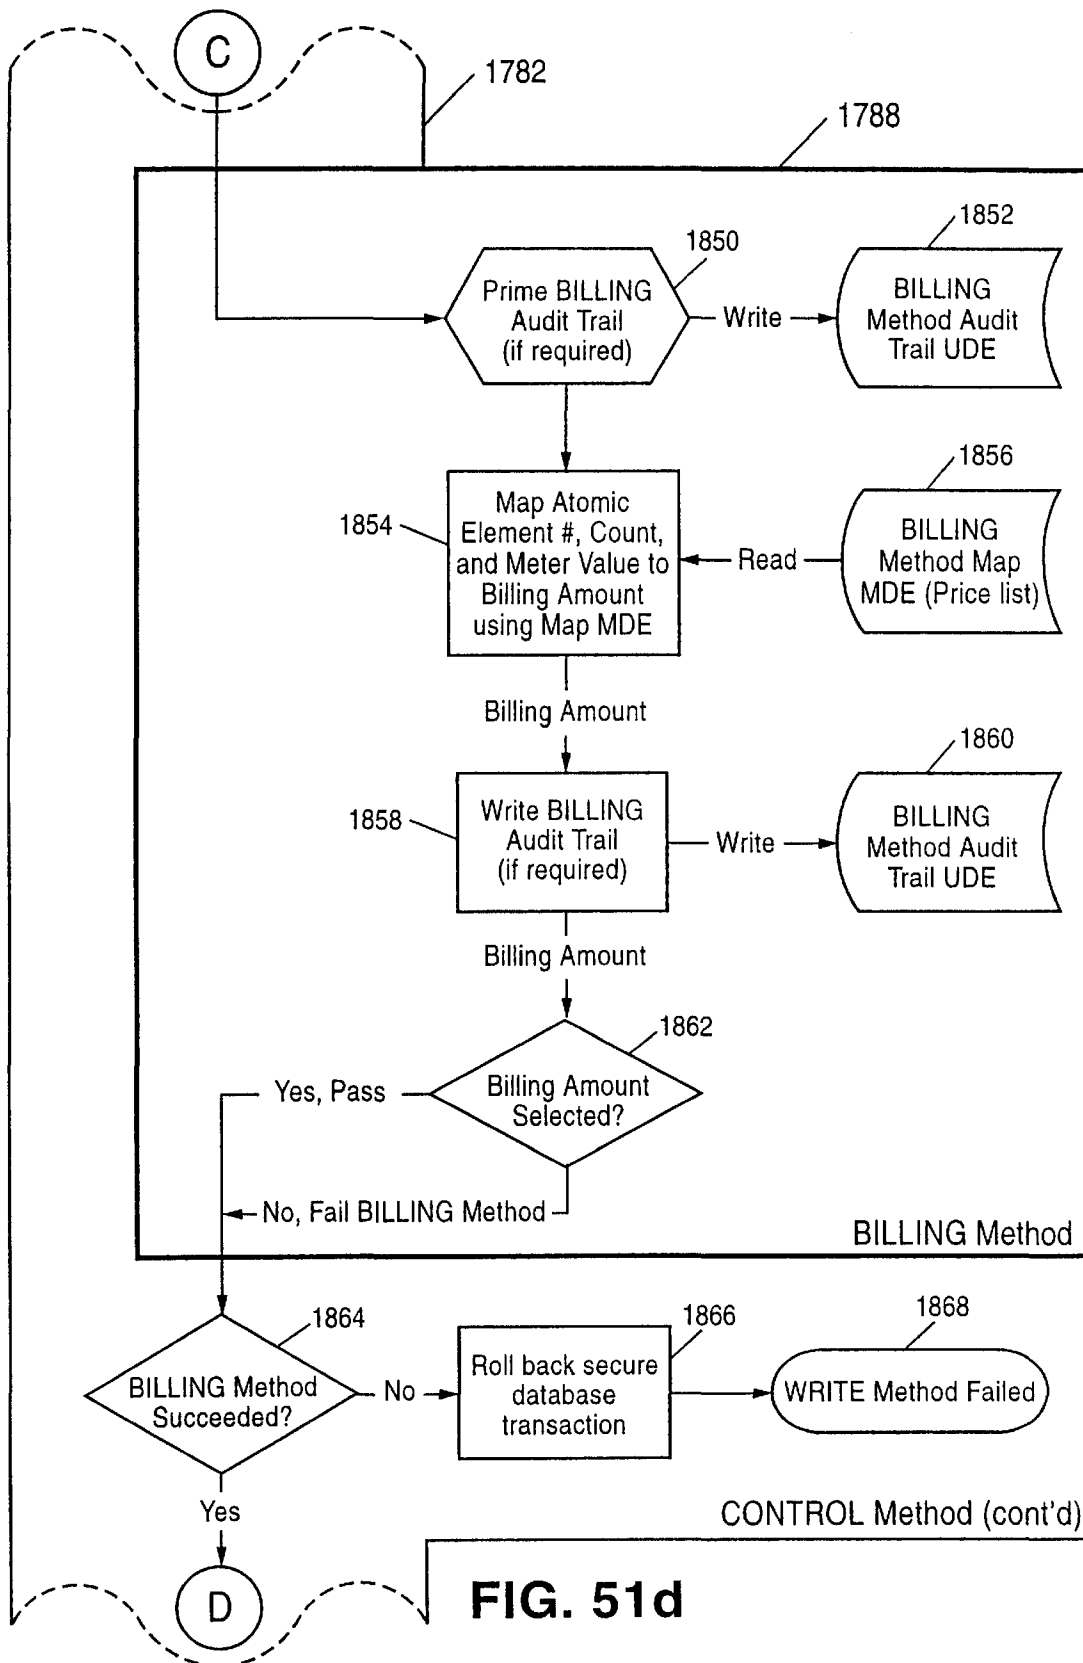 C
1782
1788
1850
1852
Prime BILLING
Audit Trail
(if required)
Write
BILLING
Method Audit
Trail UDE
1854
Map Atomic
Element #, Count,
and Meter Value to
Billing Amount
using Map MDE
Read
1856
BILLING
Method Map
MDE (Price list)
Billing Amount
1858
Write BILLING
Audit Trail
(if required)
Write
1860
BILLING
Method Audit
Trail UDE
Billing Amount
1862
Billing Amount
Selected?
Yes, Pass
No, Fail BILLING Method
BILLING Method
1864
BILLING Method
Succeeded?
No
1866
Roll back secure
database
transaction
1868
WRITE Method Failed
Yes
CONTROL Method (cont'd)
D
FIG. 51d